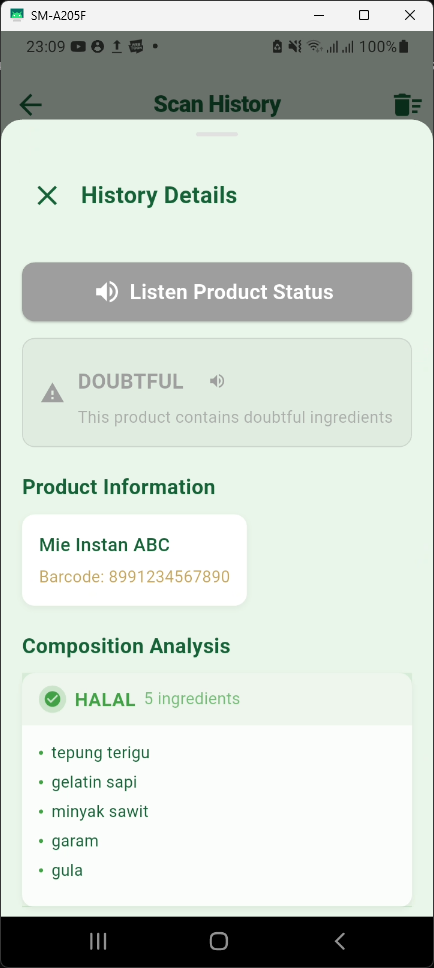 SM-A205F
23:09
100%
Scan History
History Details
Listen Product Status
DOUBTFUL
This product contains doubtful ingredients
Product Information
Mie Instan ABC
Barcode: 8991234567890
Composition Analysis
HALAL 5 ingredients
• tepung terigu
• gelatin sapi
• minyak sawit
• garam
• gula